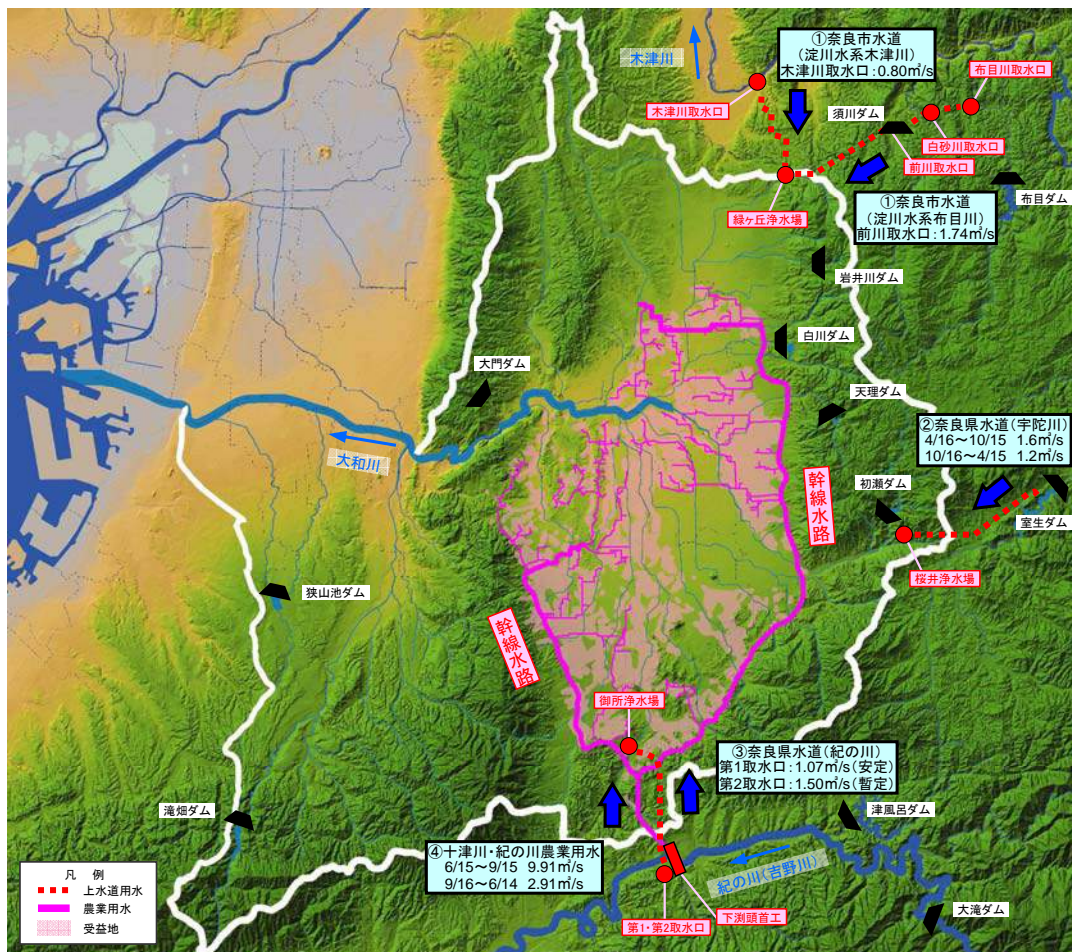 木津川
①奈良市水道
(淀川水系木津川)
木津川取水口:0.80㎥/s
布目川取水口
木津川取水口
須川ダム
白砂川取水口
前川取水口
布目ダム
緑ヶ丘浄水場
①奈良市水道
(淀川水系布目川)
前川取水口:1.74㎥/s
岩井川ダム
白川ダム
大門ダム
天理ダム
②奈良県水道(宇陀川)
4/16~10/15 1.6㎥/s
10/16~4/15 1.2㎥/s
大和川
幹線水路
初瀬ダム
室生ダム
桜井浄水場
狭山池ダム
幹線水路
御所浄水場
③奈良県水道(紀の川)
第1取水口:1.07㎥/s(安定)
第2取水口:1.50㎥/s(暫定)
滝畑ダム
津風呂ダム
④十津川・紀の川農業用水
6/15~9/15 9.91㎥/s
9/16~6/14 2.91㎥/s
紀の川(吉野川)
凡 例
上水道用水
農業用水
受益地
第1・第2取水口
下渕頭首工
大滝ダム